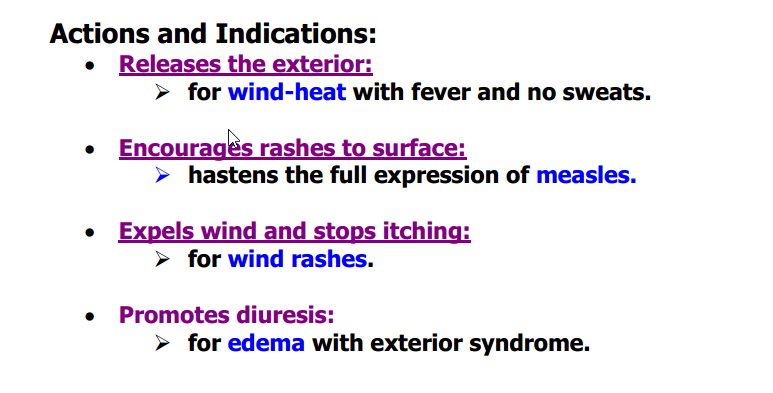 Actions and Indications:
• Releases the exterior:
➢ for wind-heat with fever and no sweats.
• Encourages rashes to surface:
➢ hastens the full expression of measles.
• Expels wind and stops itching:
➢ for wind rashes.
• Promotes diuresis:
➢ for edema with exterior syndrome.